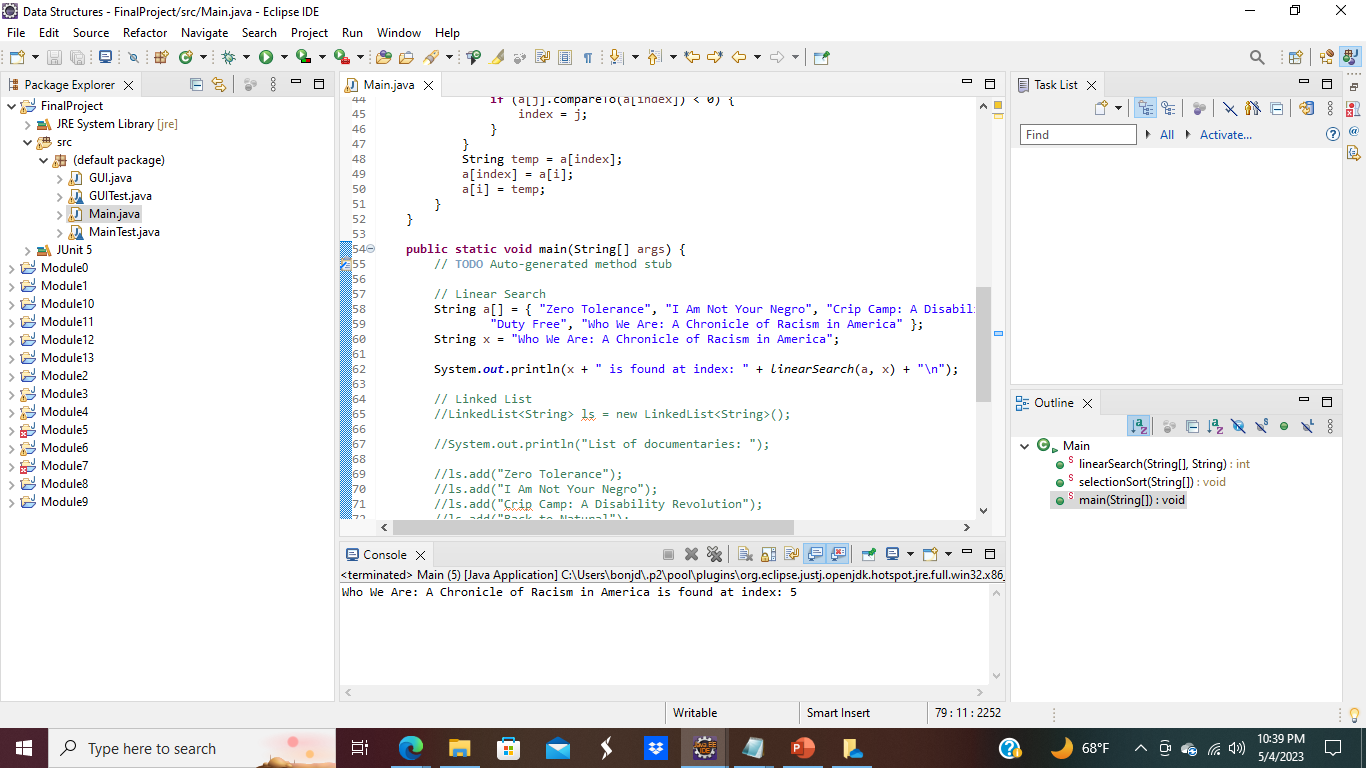 Data Structures - FinalProject/src/Main.java - Eclipse IDE
File Edit Source Refactor Navigate Search Project Run Window Help
Package Explorer
FinalProject
JRE System Library [jre]
src
(default package)
GUI.java
GUITest.java
Main.java
MainTest.java
JUnit 5
Module0
Module1
Module10
Module11
Module12
Module13
Module2
Module3
Module4
Module5
Module6
Module7
Module8
Module9
Main.java
44 if (a[j].compareTo(a[index]) < 0) {
45 index = j;
46 }
47 }
48 String temp = a[index];
49 a[index] = a[i];
50 a[i] = temp;
51 }
52 }
53
54 public static void main(String[] args) {
55 // TODO Auto-generated method stub
56
57 // Linear Search
58 String a[] = { "Zero Tolerance", "I Am Not Your Negro", "Crip Camp: A Disabil
59 "Duty Free", "Who We Are: A Chronicle of Racism in America" };
60 String x = "Who We Are: A Chronicle of Racism in America";
61
62 System.out.println(x + " is found at index: " + linearSearch(a, x) + "\n");
63
64 // Linked List
65 //LinkedList<String> ls = new LinkedList<String>();
66
67 //System.out.println("List of documentaries: ");
68
69 //ls.add("Zero Tolerance");
70 //ls.add("I Am Not Your Negro");
71 //ls.add("Crip Camp: A Disability Revolution");
72 //ls.add("Back to Natural");
Console
<terminated> Main (5) [Java Application] C:\Users\bonjd\.p2\pool\plugins\org.eclipse.justj.openjdk.hotspot.jre.full.win32.x86_
Who We Are: A Chronicle of Racism in America is found at index: 5
Task List
Find All Activate...
Outline
Main
linearSearch(String[], String) : int
selectionSort(String[]) : void
main(String[]) : void
Writable Smart Insert 79 : 11 : 2252
Type here to search
68°F
10:39 PM
5/4/2023